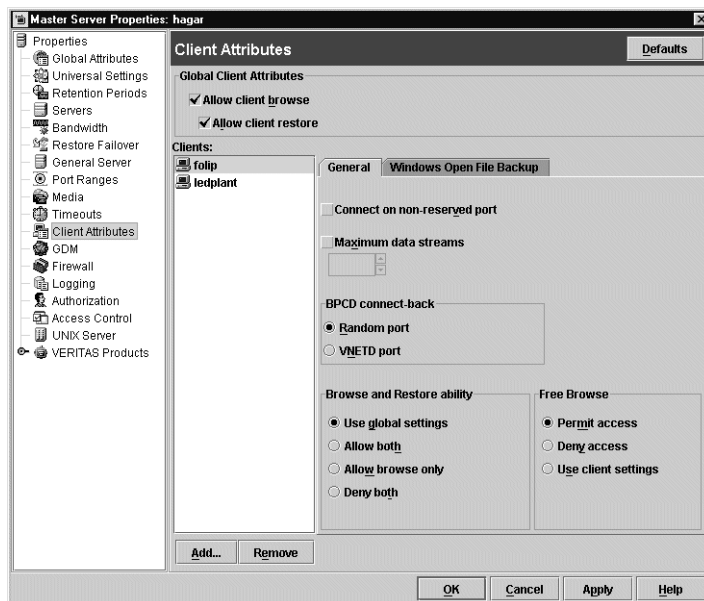 Master Server Properties: hagar
Properties
Global Attributes
Universal Settings
Retention Periods
Servers
Bandwidth
Restore Failover
General Server
Port Ranges
Media
Timeouts
Client Attributes
GDM
Firewall
Logging
Authorization
Access Control
UNIX Server
VERITAS Products
Client Attributes
Defaults
Global Client Attributes
Allow client browse
Allow client restore
Clients:
folip
ledplant
General
Windows Open File Backup
Connect on non-reserved port
Maximum data streams
BPCD connect-back
Random port
VNETD port
Browse and Restore ability
Use global settings
Allow both
Allow browse only
Deny both
Free Browse
Permit access
Deny access
Use client settings
Add...
Remove
OK
Cancel
Apply
Help